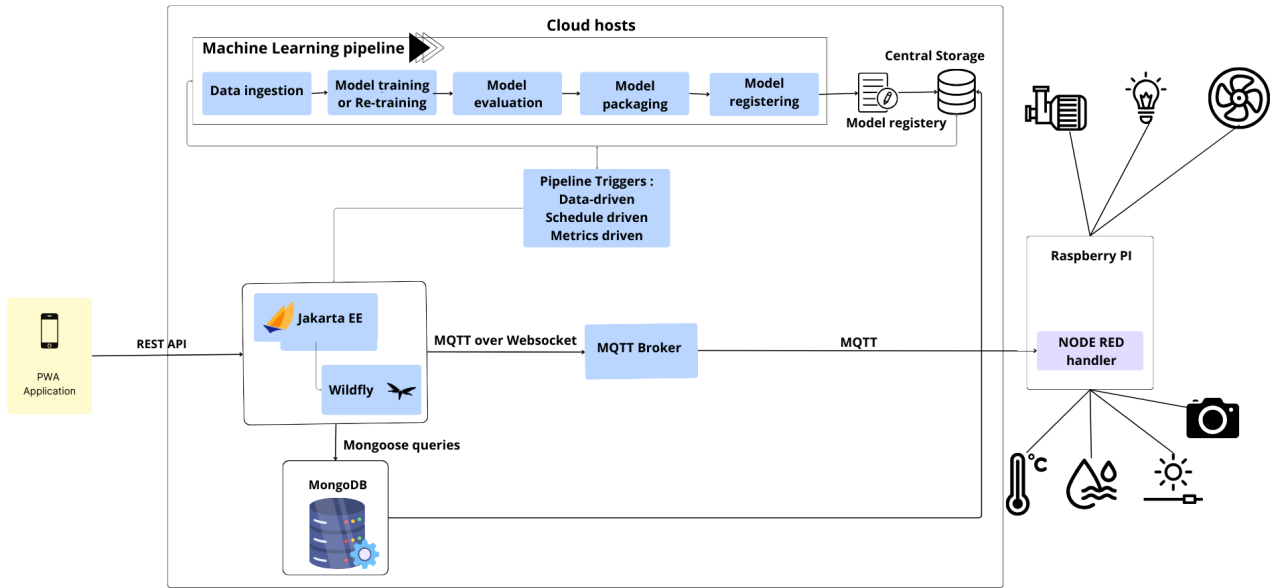 Cloud hosts
Machine Learning pipeline
Central Storage
Data ingestion
Model training
or Re-training
Model
evaluation
Model
packaging
Model
registering
Model registery
Pipeline Triggers :
Data-driven
Schedule driven
Metrics driven
Raspberry PI
Jakarta EE
REST API
MQTT over Websocket
MQTT Broker
MQTT
NODE RED
handler
PWA
Application
Wildfly
Mongoose queries
MongoDB
°C